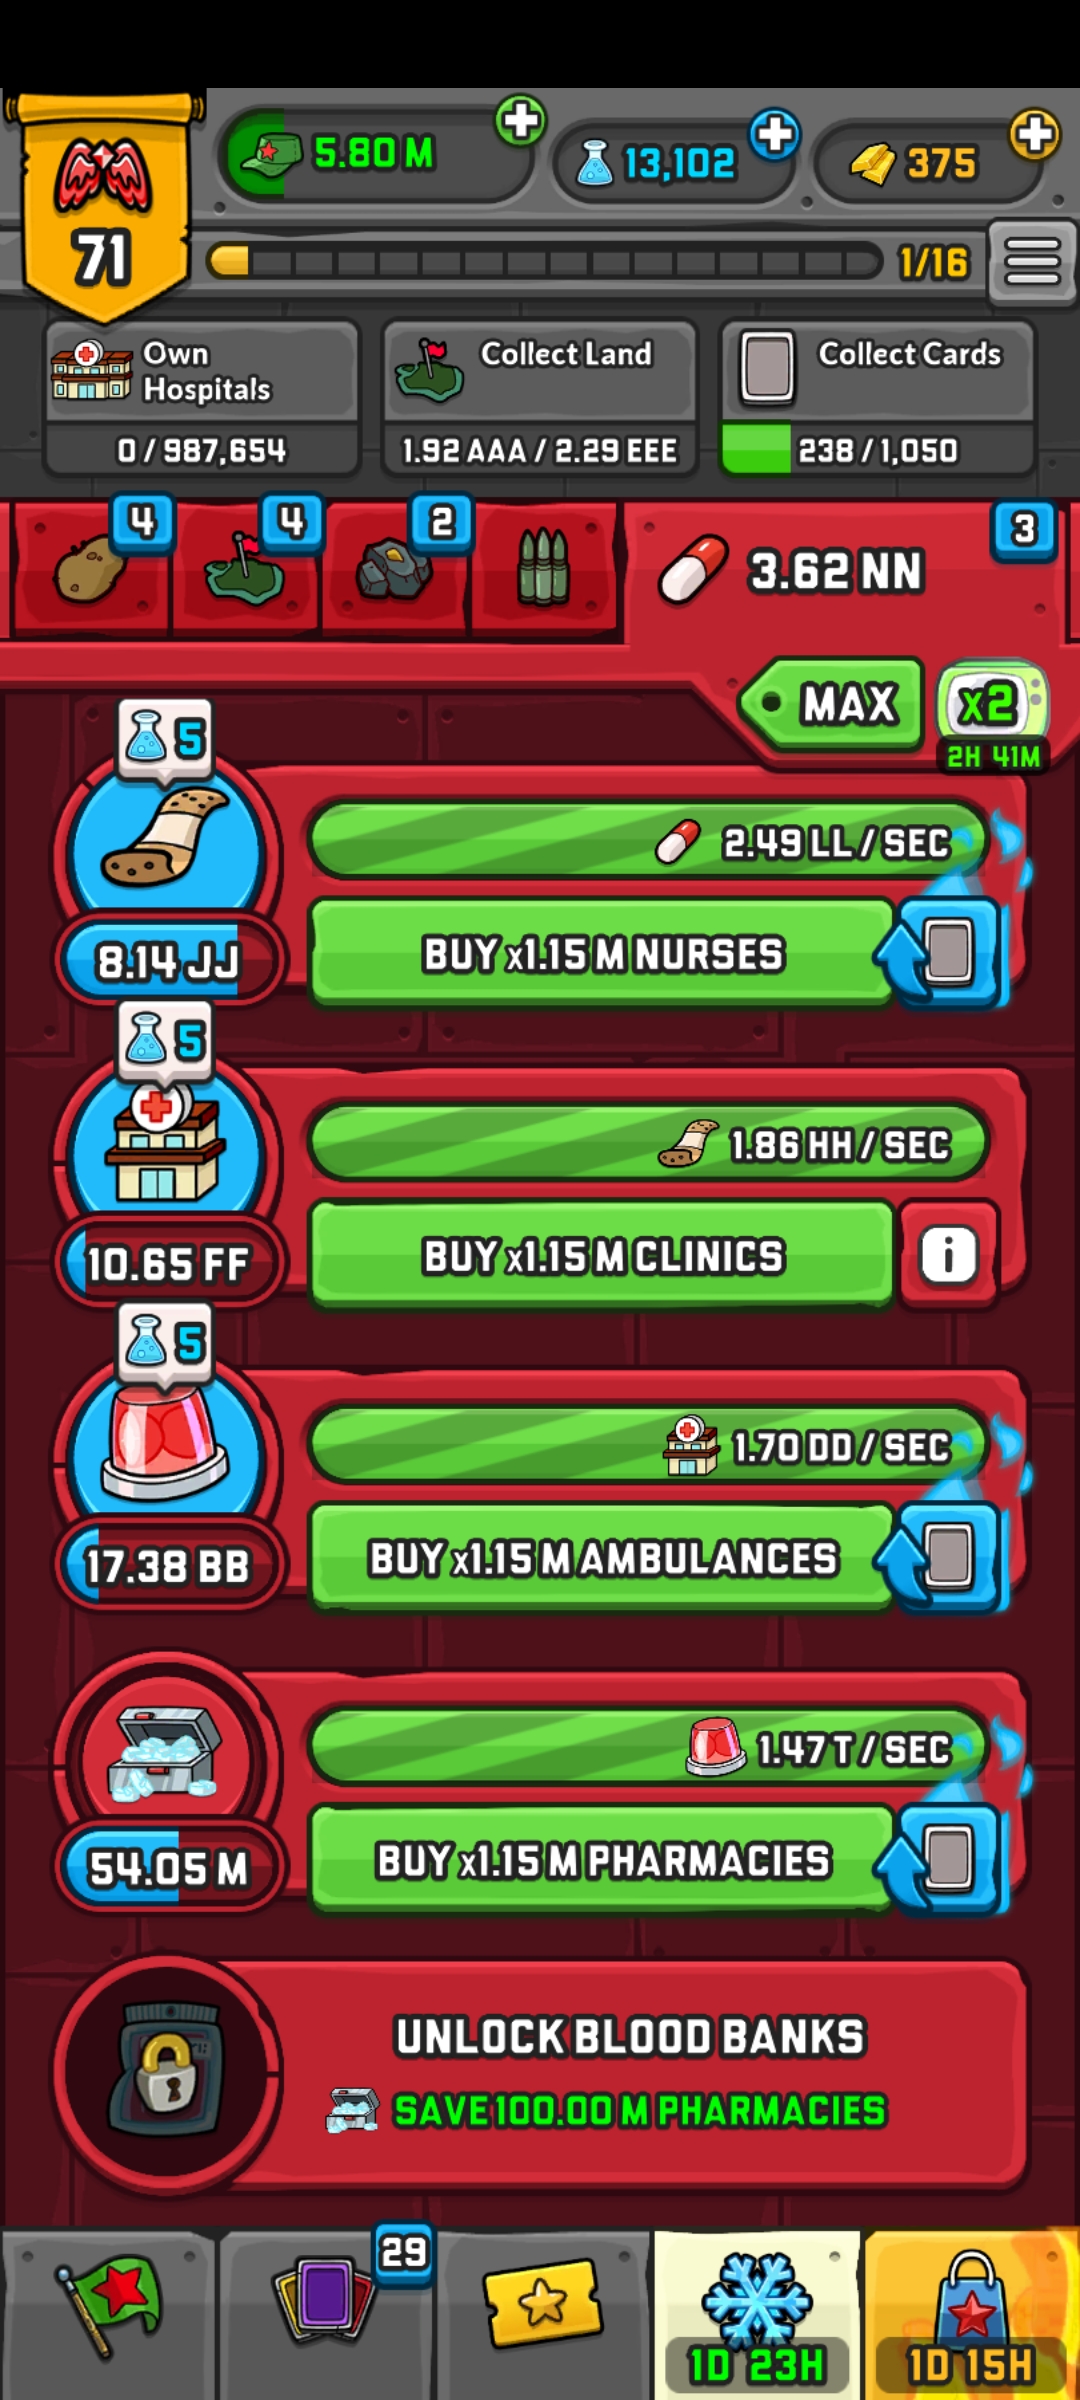 71
5.80 M
13,102
375
1/16
Own
Hospitals
0 / 987,654
Collect Land
1.92 AAA / 2.29 EEE
Collect Cards
238 / 1,050
4
4
2
3.62 NN
3
MAX
x2
2H 41M
5
2.49 LL / SEC
8.14 JJ
BUY x1.15 M NURSES
5
1.86 HH / SEC
10.65 FF
BUY x1.15 M CLINICS
i
5
1.70 DD / SEC
17.38 BB
BUY x1.15 M AMBULANCES
1.47 T / SEC
54.05 M
BUY x1.15 M PHARMACIES
UNLOCK BLOOD BANKS
SAVE 100.00 M PHARMACIES
29
1D 23H
1D 15H